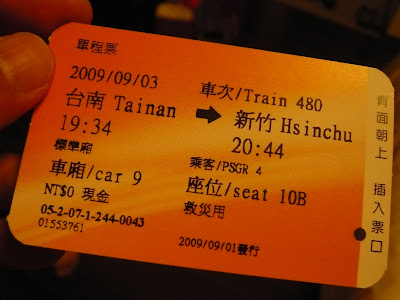 單程票
2009/09/03 車次/Train 480
台南 Tainan → 新竹 Hsinchu
19:34 20:44
標準廂 乘客/PSGR 4
車廂/car 9 座位/seat 10B
NT$0 現金 救災用
05-2-07-1-244-0043
01553761
2009/09/01發行
背面朝上 插入票口